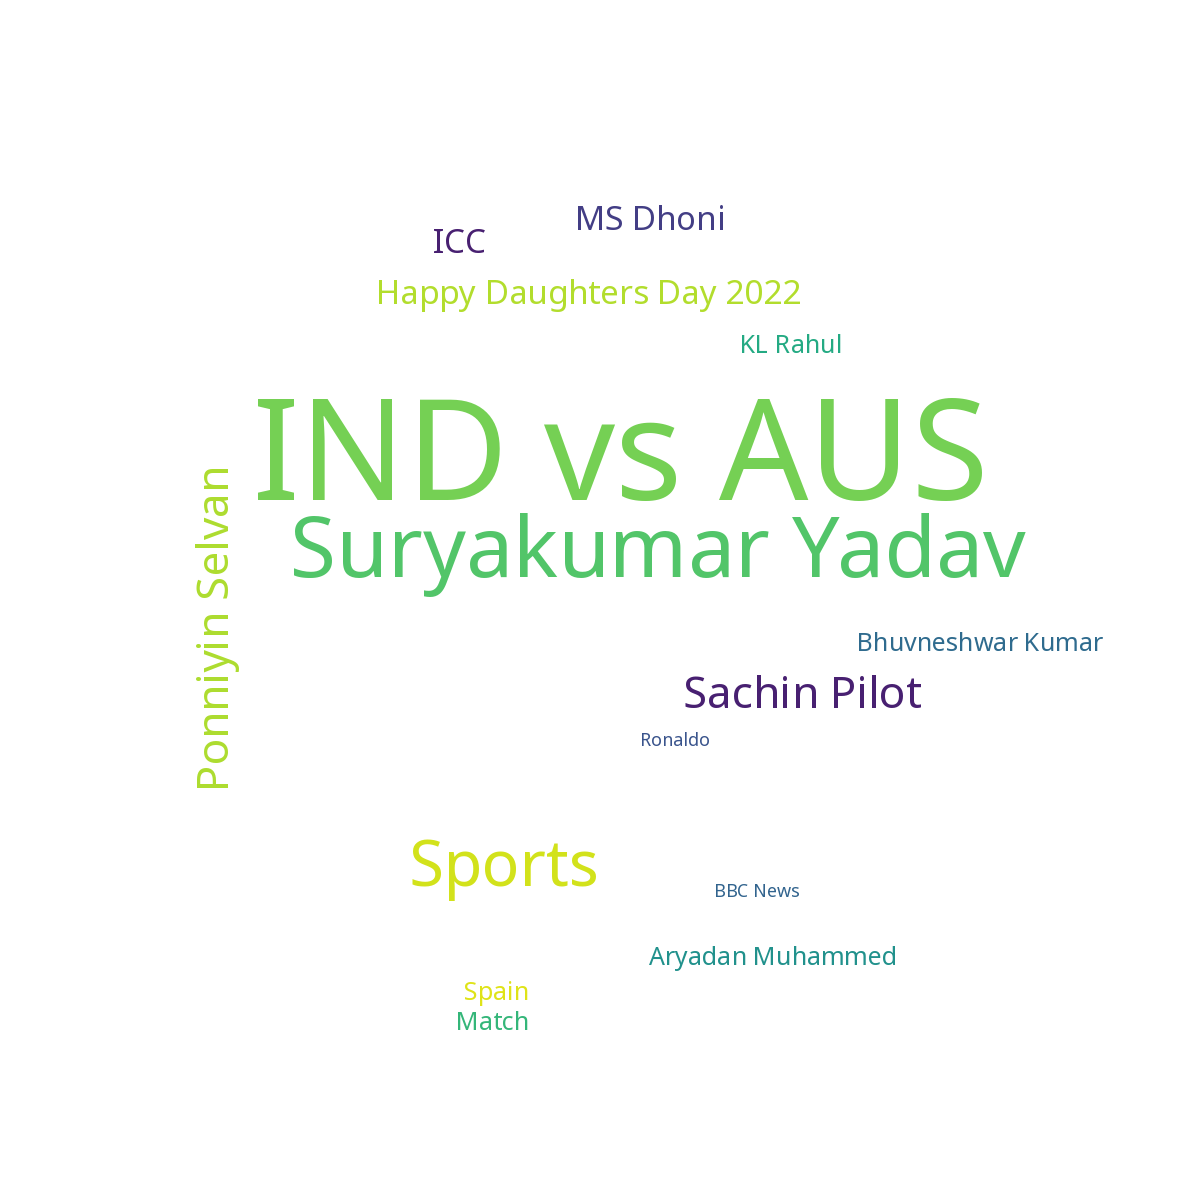 MS Dhoni
ICC
Happy Daughters Day 2022
KL Rahul
IND vs AUS
Suryakumar Yadav
Ponniyin Selvan
Bhuvneshwar Kumar
Sachin Pilot
Ronaldo
Sports
BBC News
Aryadan Muhammed
Spain
Match